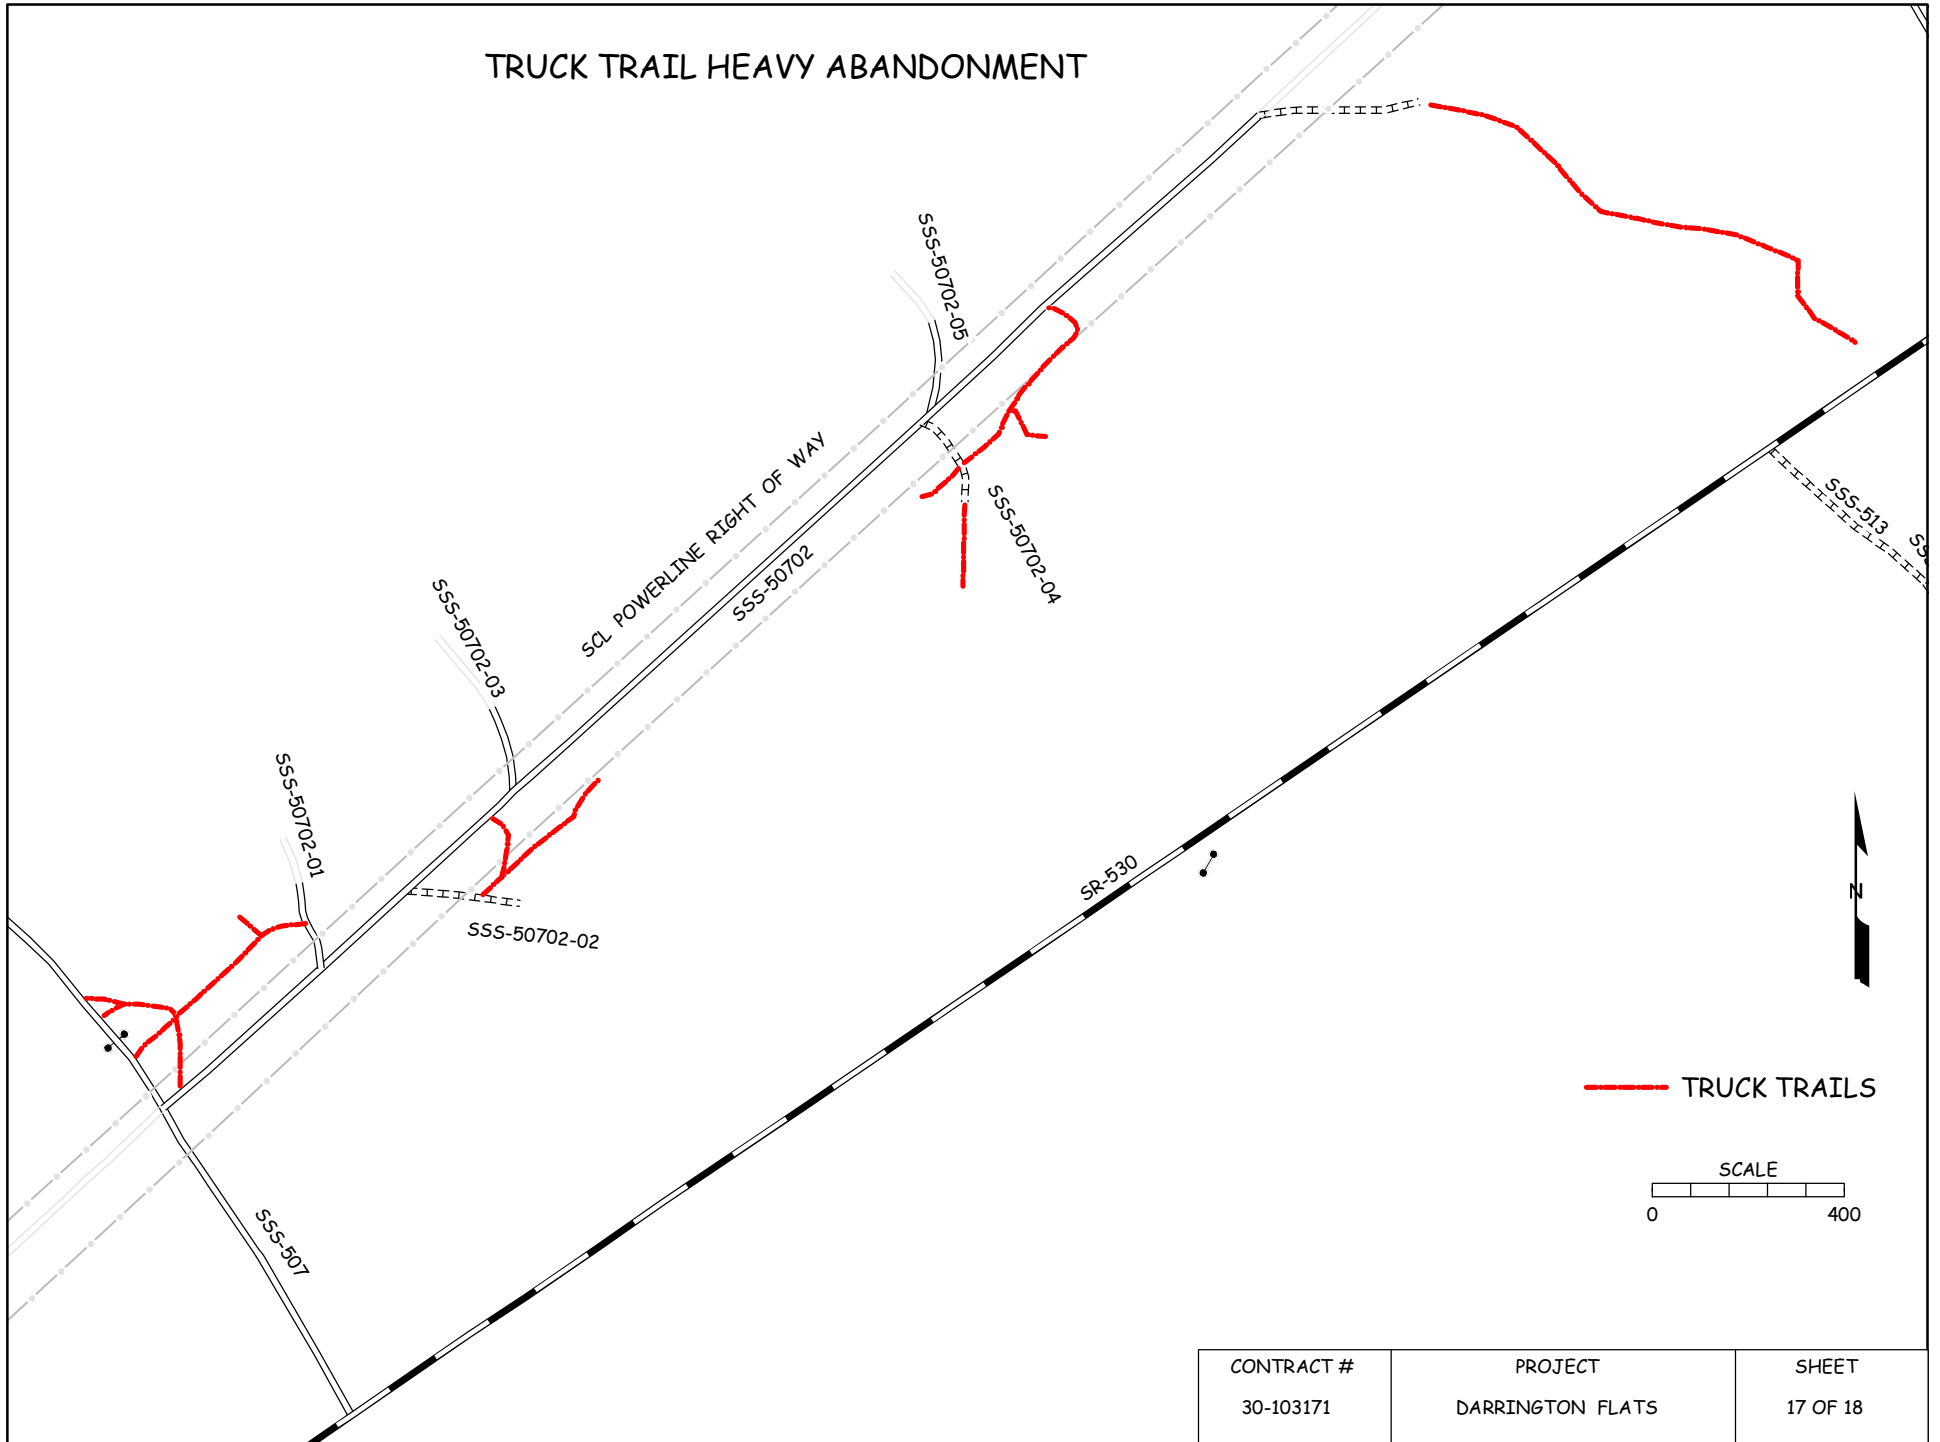 TRUCK TRAIL HEAVY ABANDONMENT
SSS-50702-05
SCL POWERLINE RIGHT OF WAY
SSS-50702
SSS-50702-04
SSS-513
SSS-50702-03
SSS-50702-01
SSS-50702-02
SR-530
N
TRUCK TRAILS
SCALE
0 400
SSS-507
CONTRACT # PROJECT SHEET
30-103171 DARRINGTON FLATS 17 OF 18